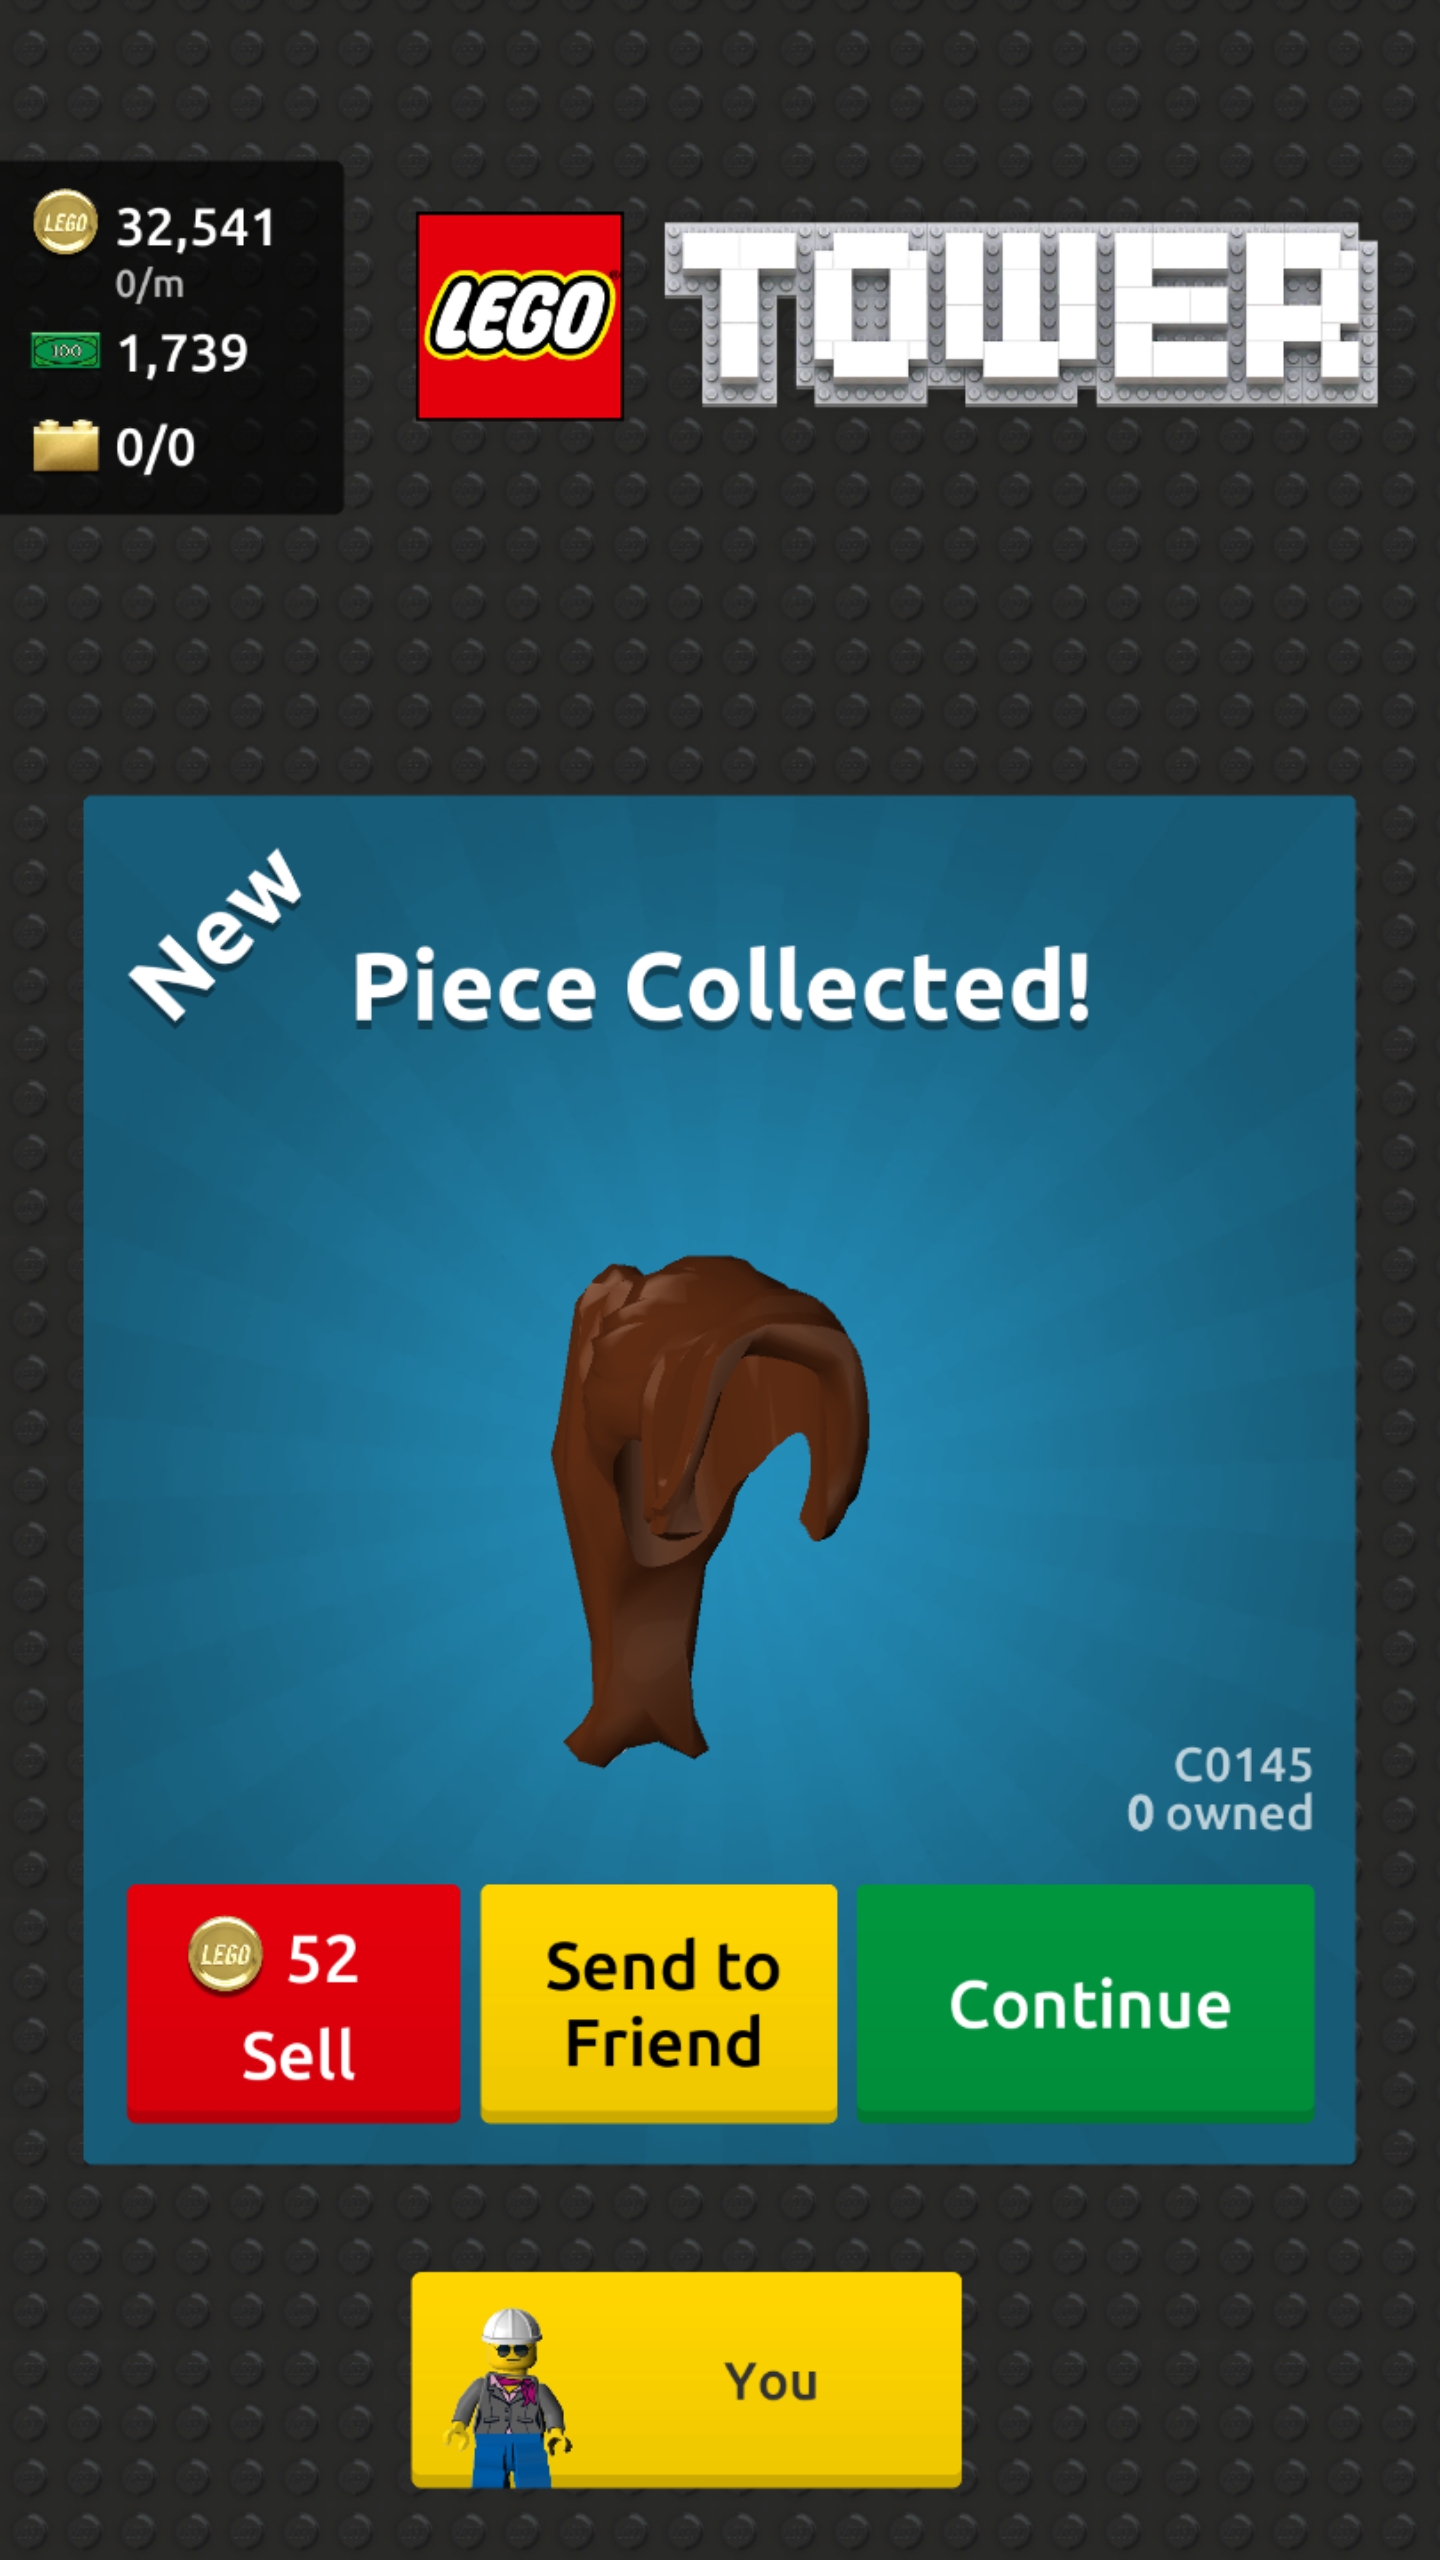 LEGO
32,541
0/m
100
1,739
0/0
LEGO
TOWER
New
Piece Collected!
C0145
0 owned
LEGO
52
Sell
Send to
Friend
Continue
You